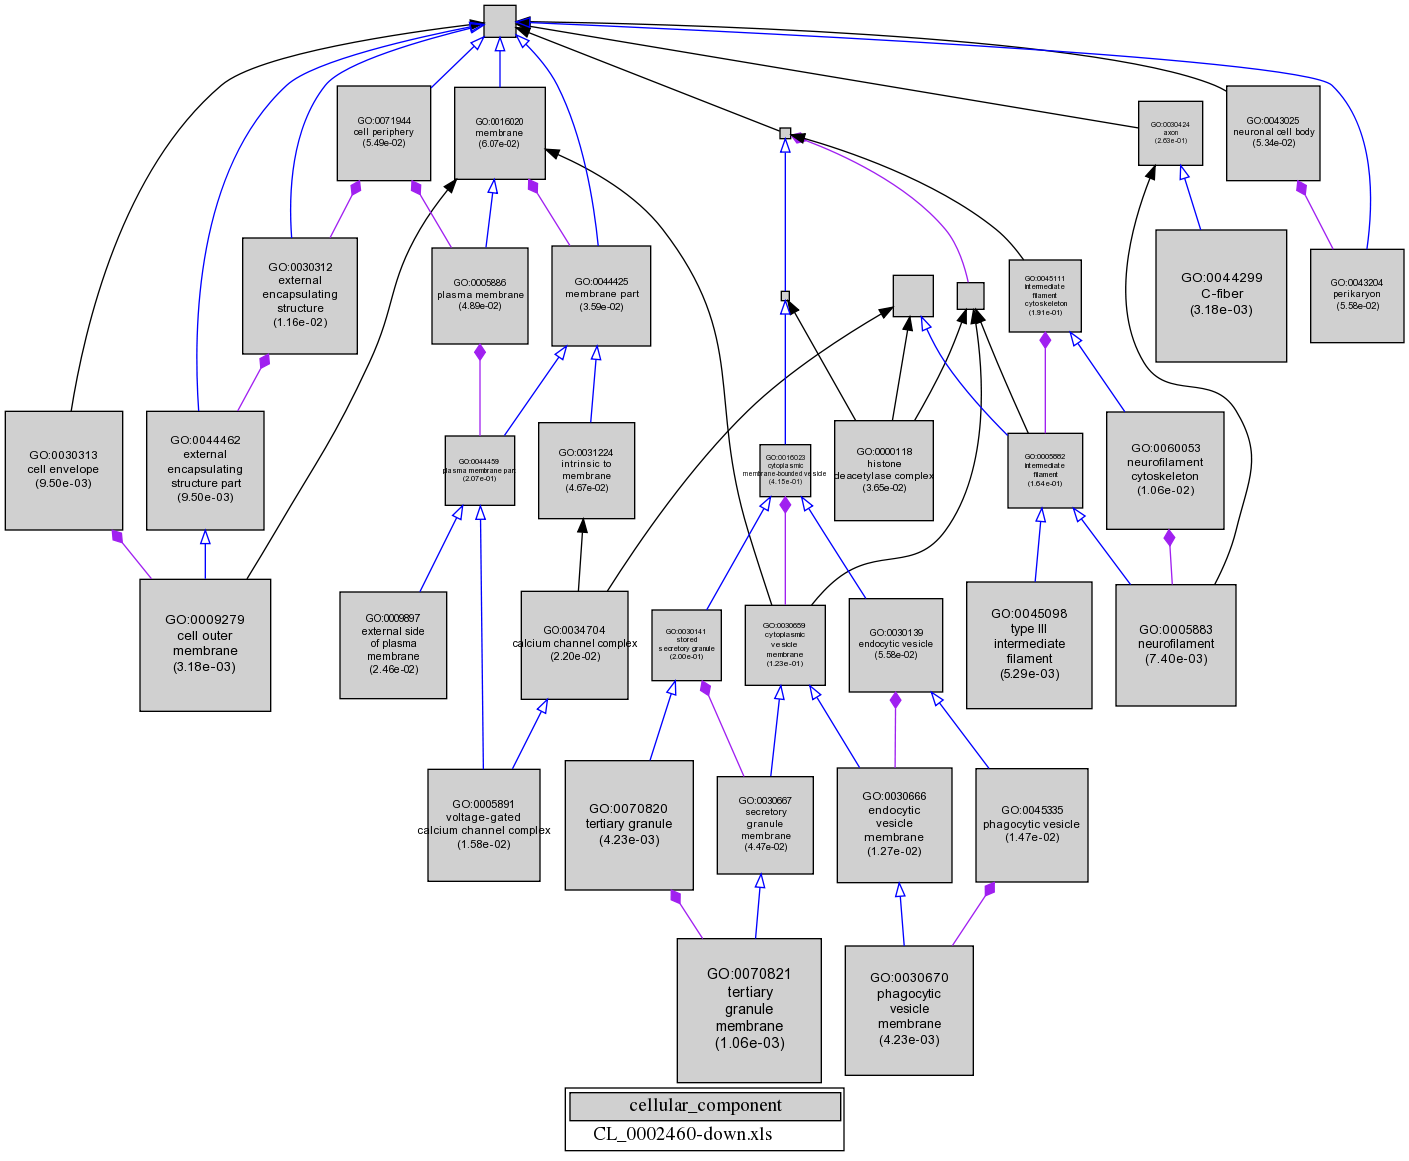 GO:0071944
cell periphery
(5.49e-02)
GO:0016020
membrane
(6.07e-02)
GO:0030424
axon
(2.63e-01)
GO:0043025
neuronal cell body
(5.34e-02)
GO:0030312
external
encapsulating
structure
(1.16e-02)
GO:0005886
plasma membrane
(4.89e-02)
GO:0044425
membrane part
(3.59e-02)
GO:0045111
intermediate
filament
cytoskeleton
(1.91e-01)
GO:0044299
C-fiber
(3.18e-03)
GO:0043204
perikaryon
(5.58e-02)
GO:0030313
cell envelope
(9.50e-03)
GO:0044462
external
encapsulating
structure part
(9.50e-03)
GO:0044459
plasma membrane part
(2.07e-01)
GO:0031224
intrinsic to
membrane
(4.67e-02)
GO:0016023
cytoplasmic
membrane-bounded vesicle
(4.15e-01)
GO:0000118
histone
deacetylase complex
(3.65e-02)
GO:0005882
intermediate
filament
(1.64e-01)
GO:0060053
neurofilament
cytoskeleton
(1.06e-02)
GO:0009279
cell outer
membrane
(3.18e-03)
GO:0009897
external side
of plasma
membrane
(2.46e-02)
GO:0034704
calcium channel complex
(2.20e-02)
GO:0030141
stored
secretory granule
(2.00e-01)
GO:0030659
cytoplasmic
vesicle
membrane
(1.23e-01)
GO:0030139
endocytic vesicle
(5.58e-02)
GO:0045098
type III
intermediate
filament
(5.29e-03)
GO:0005883
neurofilament
(7.40e-03)
GO:0005891
voltage-gated
calcium channel complex
(1.58e-02)
GO:0070820
tertiary granule
(4.23e-03)
GO:0030667
secretory
granule
membrane
(4.47e-02)
GO:0030666
endocytic
vesicle
membrane
(1.27e-02)
GO:0045335
phagocytic vesicle
(1.47e-02)
GO:0070821
tertiary
granule
membrane
(1.06e-03)
GO:0030670
phagocytic
vesicle
membrane
(4.23e-03)
cellular_component
CL_0002460-down.xls